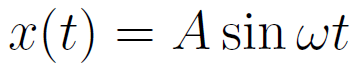 x(t) = A sin ωt